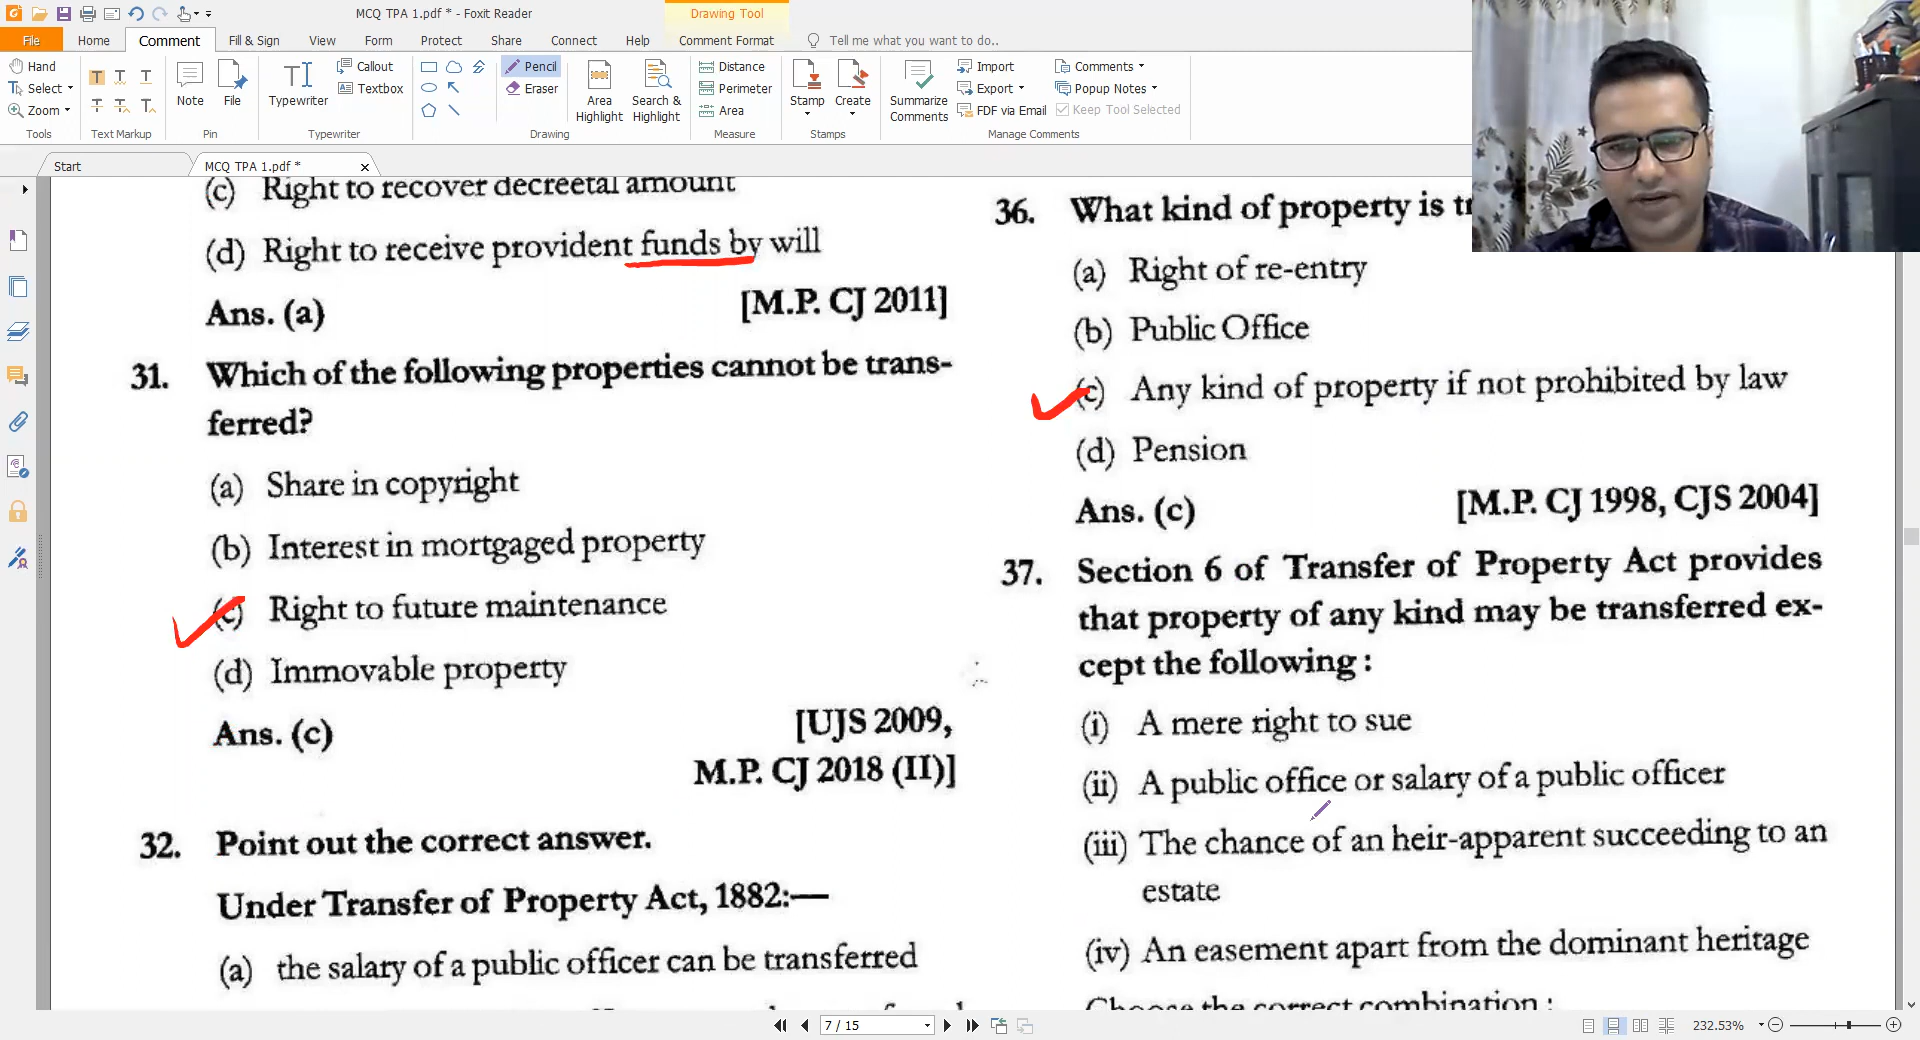 MCQ TPA 1.pdf * - Foxit Reader
Drawing Tool
File Home Comment Fill & Sign View Form Protect Share Connect Help Comment Format Tell me what you want to do..
Hand
Select
Zoom
Tools
Text Markup
Note
File
Pin
Typewriter
Callout
Textbox
Typewriter
Pencil
Eraser
Drawing
Area
Highlight
Search &
Highlight
Distance
Perimeter
Area
Measure
Stamp
Create
Stamps
Summarize
Comments
Import
Export
FDF via Email
Comments
Popup Notes
Keep Tool Selected
Manage Comments
Start
MCQ TPA 1.pdf *
(c) Right to recover decreetal amount
(d) Right to receive provident funds by will
Ans. (a) [M.P. CJ 2011]
31. Which of the following properties cannot be trans-
ferred?
(a) Share in copyright
(b) Interest in mortgaged property
(c) Right to future maintenance
(d) Immovable property
Ans. (c) [UJS 2009,
M.P. CJ 2018 (II)]
32. Point out the correct answer.
Under Transfer of Property Act, 1882:—
(a) the salary of a public officer can be transferred
36. What kind of property is
(a) Right of re-entry
(b) Public Office
(c) Any kind of property if not prohibited by law
(d) Pension
Ans. (c) [M.P. CJ 1998, CJS 2004]
37. Section 6 of Transfer of Property Act provides
that property of any kind may be transferred ex-
cept the following :
(i) A mere right to sue
(ii) A public office or salary of a public officer
(iii) The chance of an heir-apparent succeeding to an
estate
(iv) An easement apart from the dominant heritage
Choose the correct combination :
7 / 15
232.53%